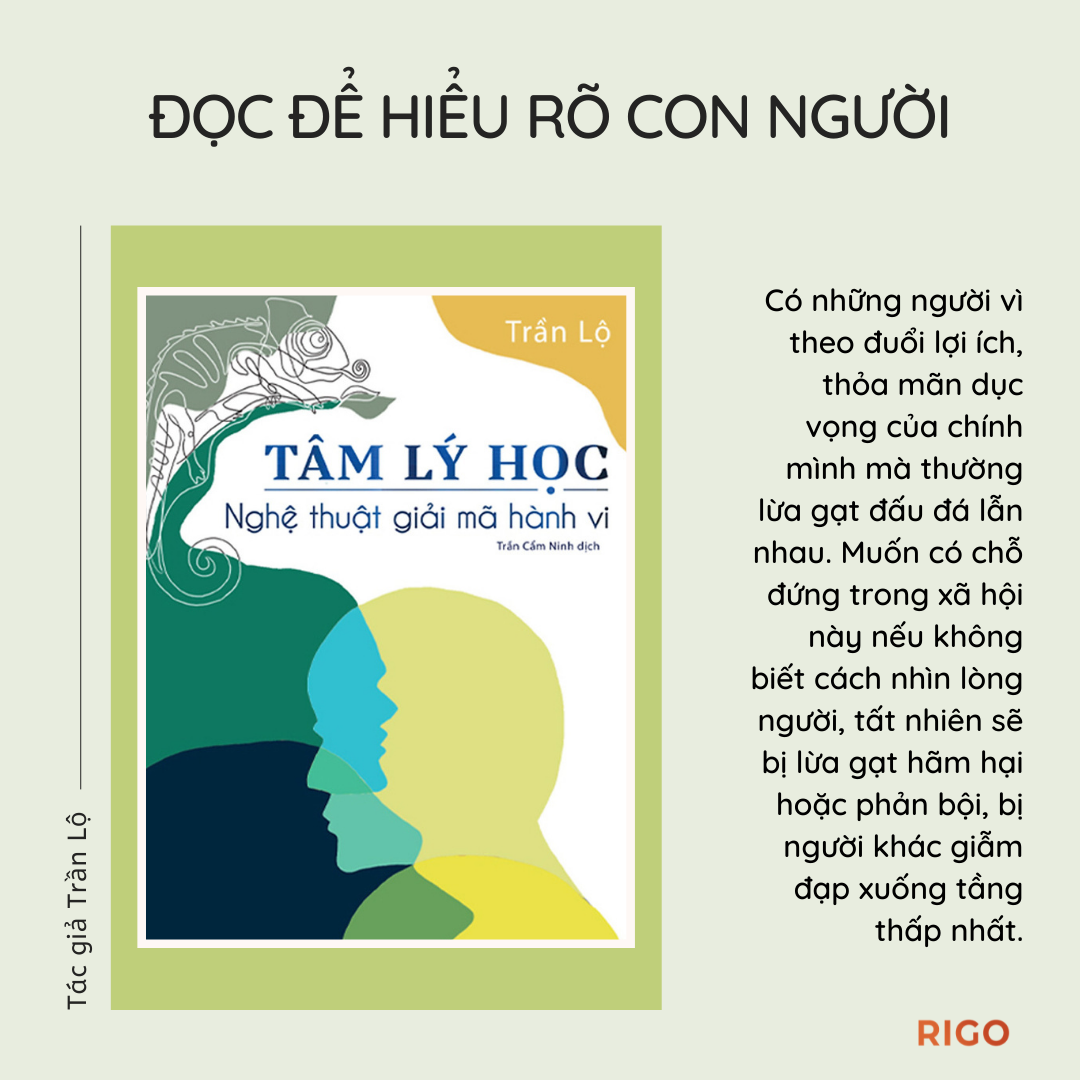 ĐỌC ĐỂ HIỂU RÕ CON NGƯỜI
Tác giả Trần Lộ
Trần Lộ
TÂM LÝ HỌC
Nghệ thuật giải mã hành vi
Trần Cẩm Ninh dịch
Có những người vì
theo đuổi lợi ích,
thỏa mãn dục
vọng của chính
mình mà thường
lừa gạt đấu đá lẫn
nhau. Muốn có chỗ
đứng trong xã hội
này nếu không
biết cách nhìn lòng
người, tất nhiên sẽ
bị lừa gạt hãm hại
hoặc phản bội, bị
người khác giẫm
đạp xuống tầng
thấp nhất.
RIGO